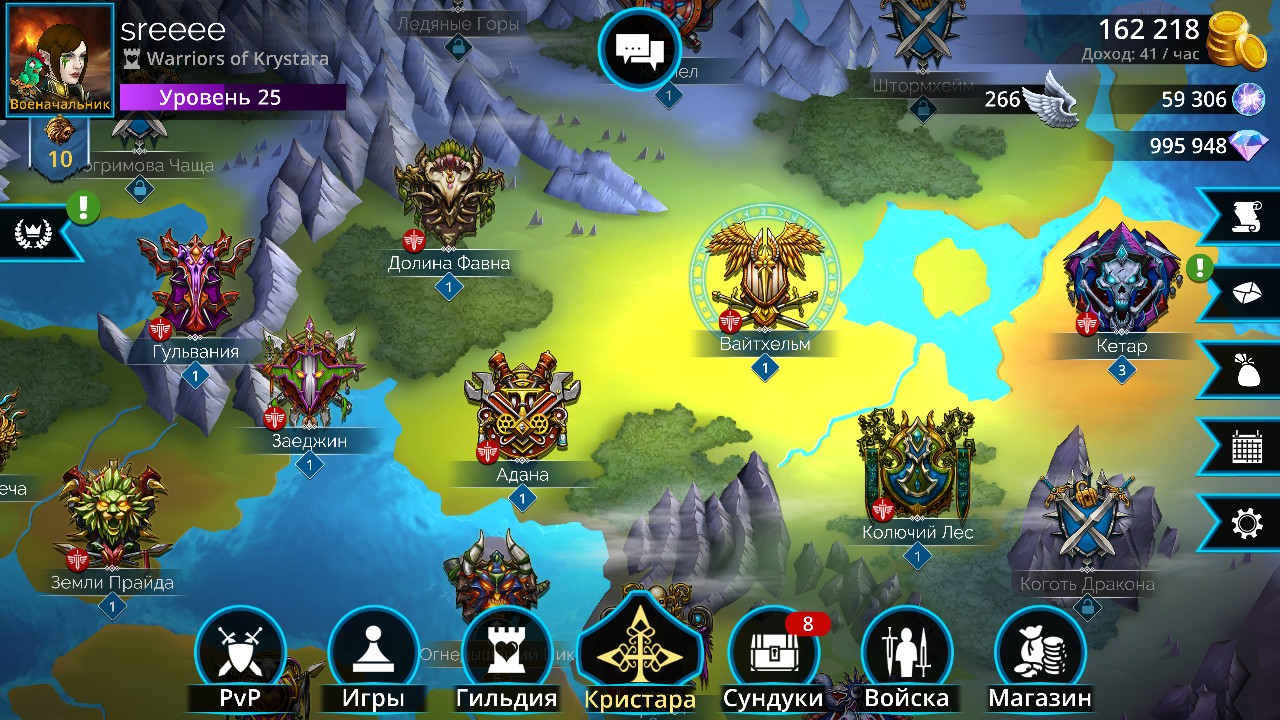 sreeee
Warriors of Krystara
Военачальник
Уровень 25
10
Ледяные Горы
1
Штормхейм
162 218
Доход: 41 / час
266
59 306
995 948
огримова Чаща
Долина Фавна
1
Гульвания
1
Вайтхельм
1
Кетар
3
Заеджин
1
Адана
1
еча
Колючий Лес
1
Земли Прайда
1
Коготь Дракона
8
PvP
Игры
Гильдия
Кристара
Сундуки
Войска
Магазин